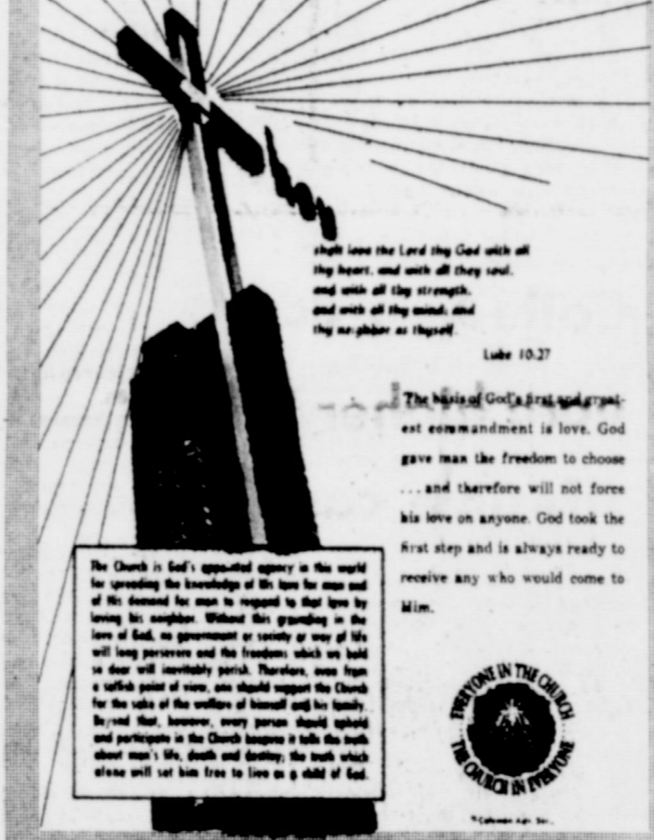 Thou
shalt love the Lord thy God with all
thy heart, and with all they soul,
and with all thy strength,
and with all thy mind; and
thy neighbor as thyself.
Luke 10:27
The basis of God's first and great-
est commandment is love. God
gave man the freedom to choose
...and therefore will not force
his love on anyone. God took the
first step and is always ready to
receive any who would come to
Him.
The Church is God's appointed agency in this world
for spreading the knowledge of His love for man and
of His demand for man to respond to that love by
loving his neighbor. Without this grounding in the
love of God, no government or society or way of life
will long persevere and the freedoms which we hold
so dear will inevitably perish. Therefore, even from
a selfish point of view, one should support the Church
for the sake of the welfare of himself and his family.
Beyond that, however, every person should uphold
and participate in the Church because it tells the truth
about man's life, death and destiny; the truth which
alone will set him free to live as a child of God.
EVERYONE IN THE CHURCH
THE CHURCH IN EVERYONE
Coleman Adv. Ser.